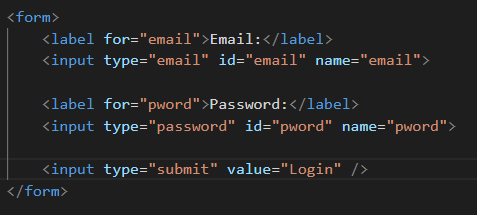 <form>
<label for="email">Email:</label>
<input type="email" id="email" name="email">
<label for="pword">Password:</label>
<input type="password" id="pword" name="pword">
<input type="submit" value="Login" />
</form>